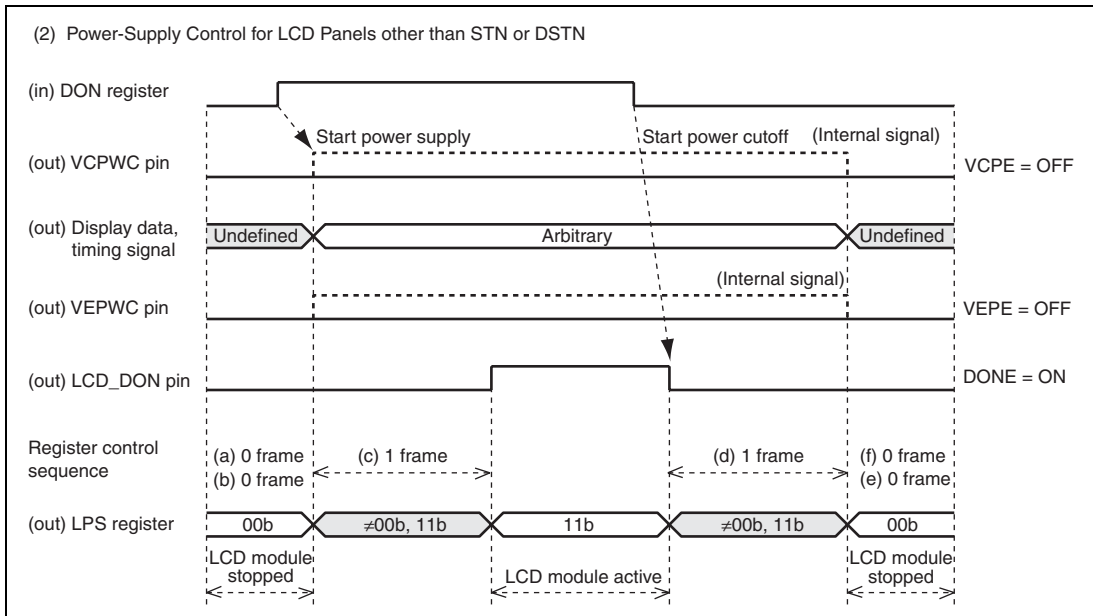 (2) Power-Supply Control for LCD Panels other than STN or DSTN
(in) DON register
Start power supply
Start power cutoff
(Internal signal)
(out) VCPWC pin
VCPE = OFF
(out) Display data,
timing signal
Undefined
Arbitrary
Undefined
(Internal signal)
(out) VEPWC pin
VEPE = OFF
(out) LCD_DON pin
DONE = ON
Register control
sequence
(a) 0 frame
(b) 0 frame
(c) 1 frame
(d) 1 frame
(f) 0 frame
(e) 0 frame
(out) LPS register
00b
≠00b, 11b
11b
≠00b, 11b
00b
LCD module
stopped
LCD module active
LCD module
stopped